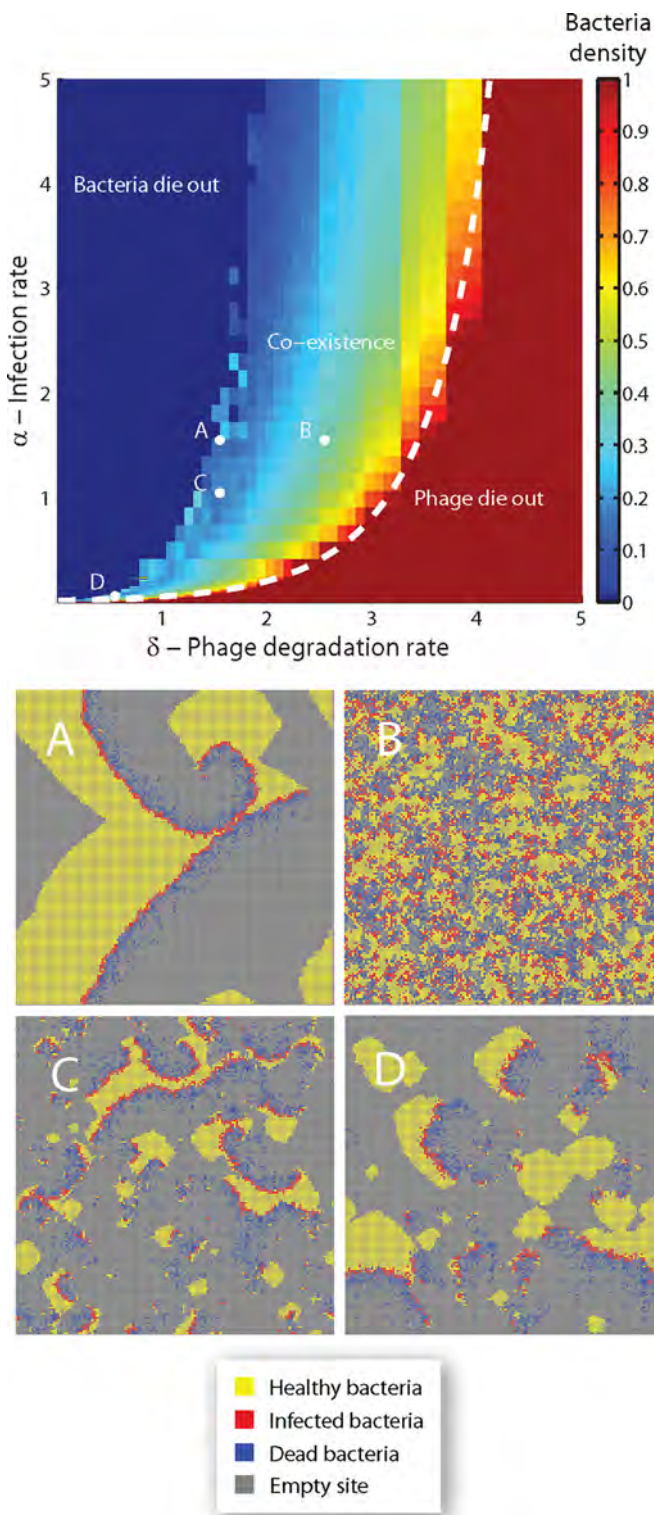 Bacteria
density
5
4
3
2
1
α – Infection rate
Bacteria die out
Co–existence
Phage die out
A
B
C
D
1
2
3
4
5
δ – Phage degradation rate
1
0.9
0.8
0.7
0.6
0.5
0.4
0.3
0.2
0.1
0
A
B
C
D
Healthy bacteria
Infected bacteria
Dead bacteria
Empty site